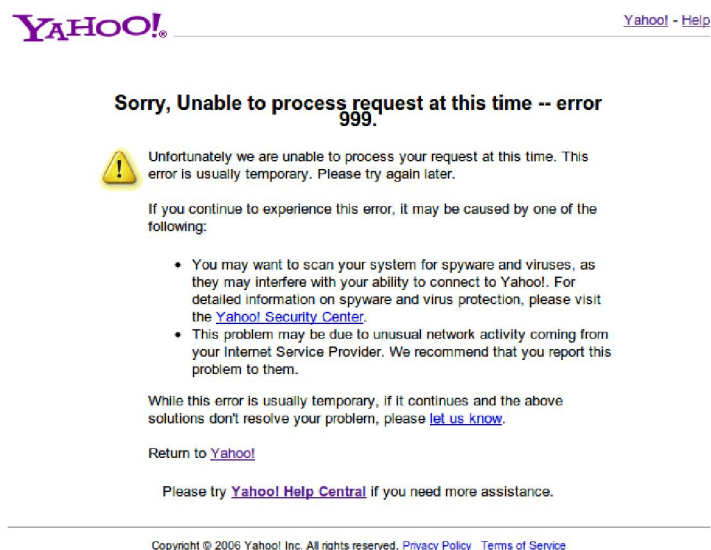 YAHOO!®
Yahoo! - Help
Sorry, Unable to process request at this time -- error
999.
Unfortunately we are unable to process your request at this time. This
error is usually temporary. Please try again later.
If you continue to experience this error, it may be caused by one of the
following:
• You may want to scan your system for spyware and viruses, as
they may interfere with your ability to connect to Yahoo!. For
detailed information on spyware and virus protection, please visit
the Yahoo! Security Center.
• This problem may be due to unusual network activity coming from
your Internet Service Provider. We recommend that you report this
problem to them.
While this error is usually temporary, if it continues and the above
solutions don't resolve your problem, please let us know.
Return to Yahoo!
Please try Yahoo! Help Central if you need more assistance.
Copyright © 2006 Yahoo! Inc. All rights reserved. Privacy Policy Terms of Service